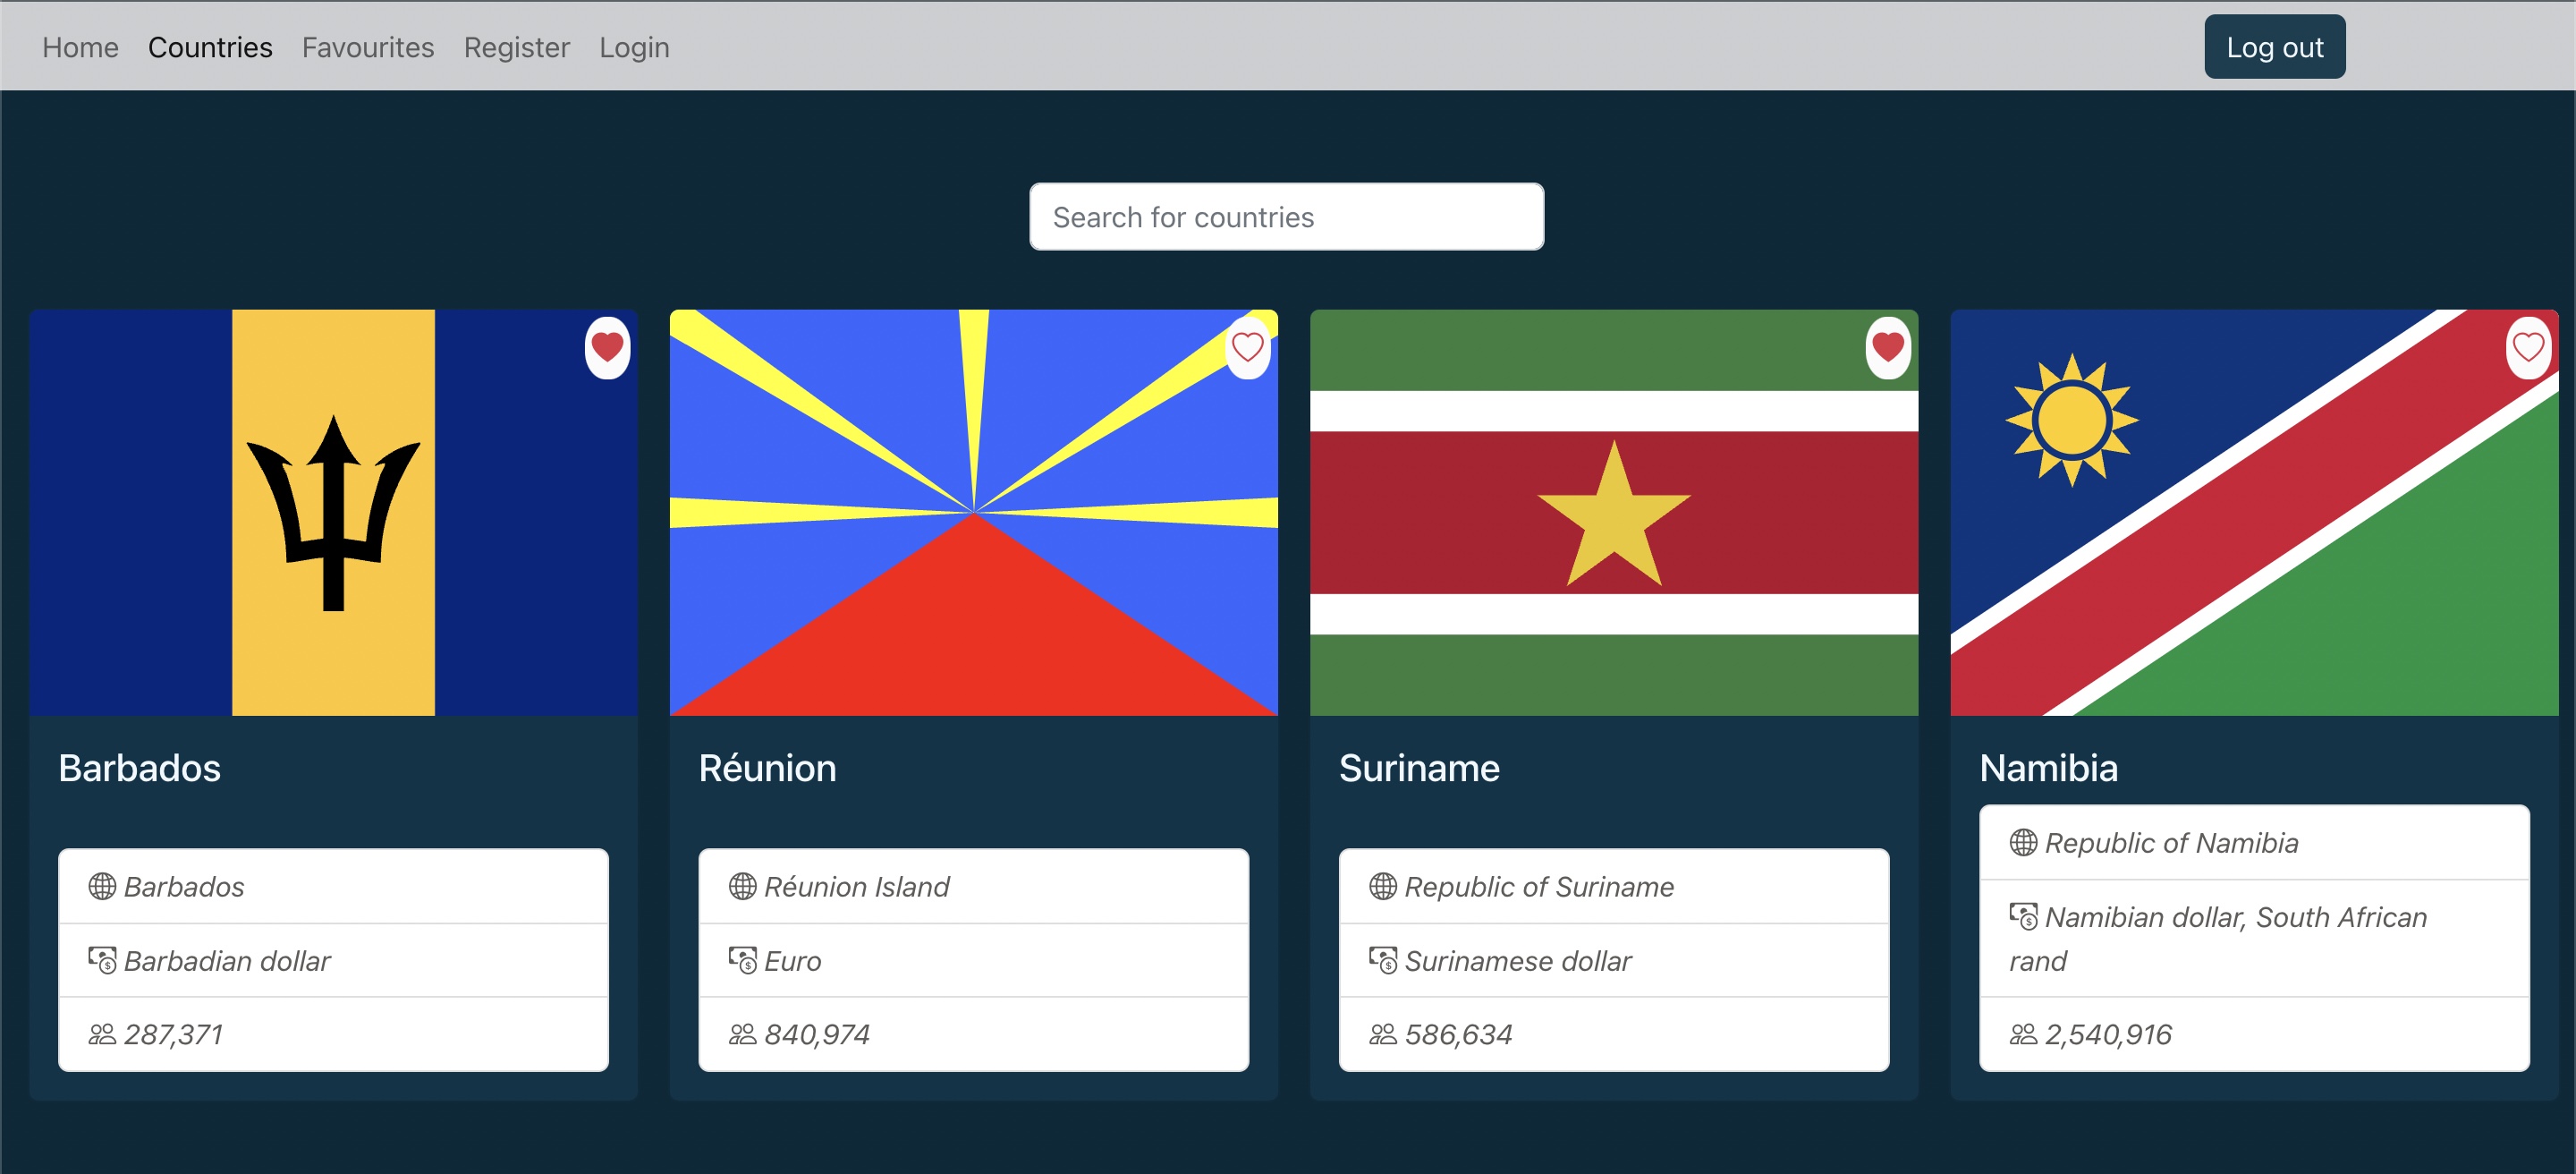 Home Countries Favourites Register Login Log out
Search for countries
Barbados
Barbados
Barbadian dollar
287,371
Réunion
Réunion Island
Euro
840,974
Suriname
Republic of Suriname
Surinamese dollar
586,634
Namibia
Republic of Namibia
Namibian dollar, South African
rand
2,540,916